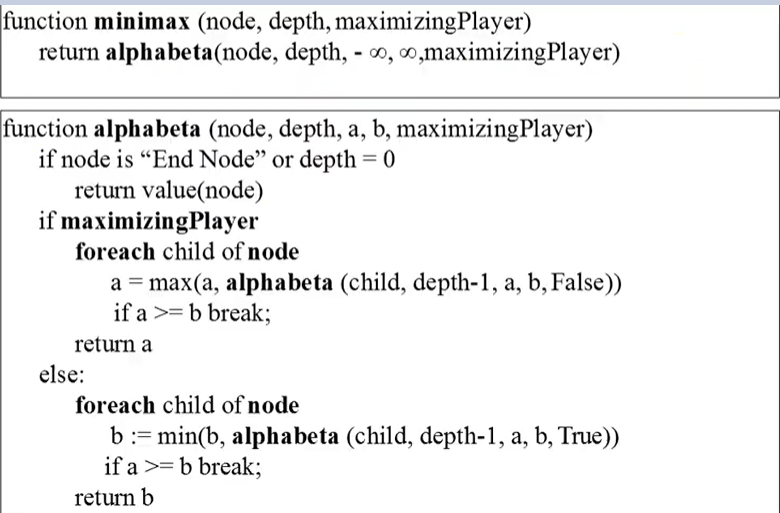 function minimax (node, depth, maximizingPlayer)
return alphabeta(node, depth, - ∞, ∞,maximizingPlayer)
function alphabeta (node, depth, a, b, maximizingPlayer)
if node is “End Node” or depth = 0
return value(node)
if maximizingPlayer
foreach child of node
a = max(a, alphabeta (child, depth-1, a, b, False))
if a >= b break;
return a
else:
foreach child of node
b := min(b, alphabeta (child, depth-1, a, b, True))
if a >= b break;
return b